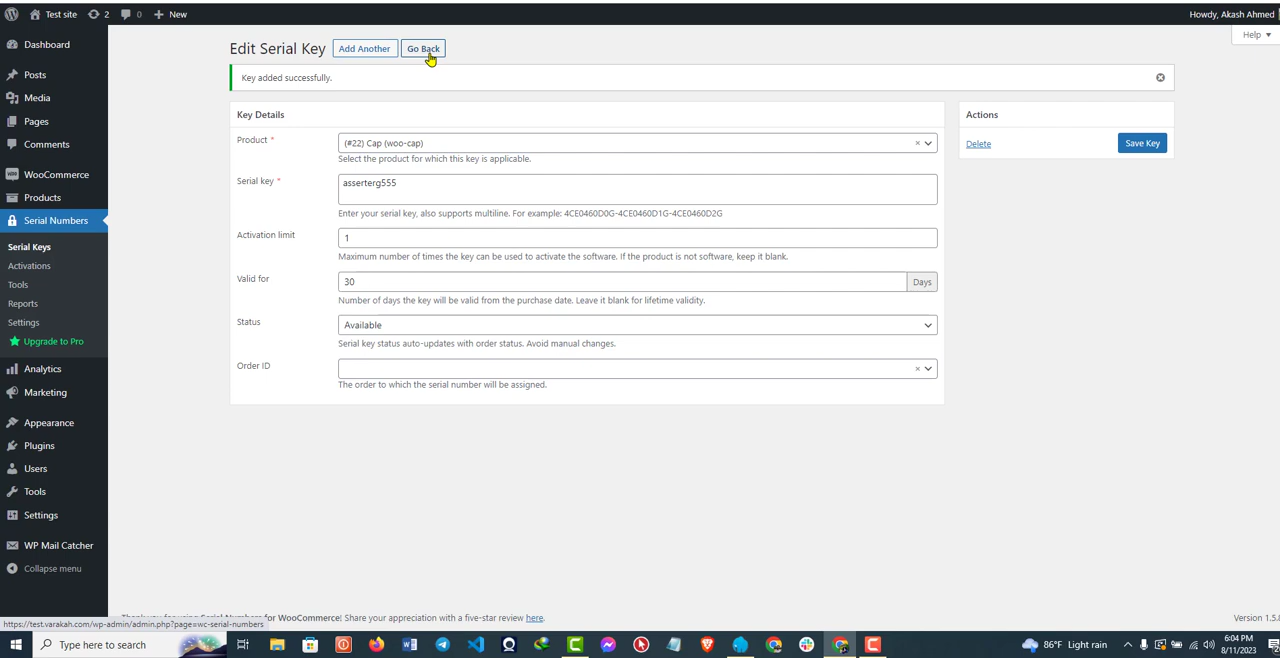 Test site 2 0 New Howdy, Akash Ahmed
Help
Dashboard
Posts
Media
Pages
Comments
WooCommerce
Products
Serial Numbers
Serial Keys
Activations
Tools
Reports
Settings
Upgrade to Pro
Analytics
Marketing
Appearance
Plugins
Users
Tools
Settings
WP Mail Catcher
Collapse menu
Edit Serial Key Add Another Go Back
Key added successfully.
Key Details
Product * (#22) Cap (woo-cap) ×
Select the product for which this key is applicable.
Serial key * asserterg555
Enter your serial key, also supports multiline. For example: 4CE0460D0G-4CE0460D1G-4CE0460D2G
Activation limit 1
Maximum number of times the key can be used to activate the software. If the product is not software, keep it blank.
Valid for 30 Days
Number of days the key will be valid from the purchase date. Leave it blank for lifetime validity.
Status Available
Serial key status auto-updates with order status. Avoid manual changes.
Order ID ×
The order to which the serial number will be assigned.
Actions
Delete Save Key
Thank you for using Serial Numbers for WooCommerce! Share your appreciation with a five-star review here. Version 1.5.
https://test.varakah.com/wp-admin/admin.php?page=wc-serial-numbers
Type here to search 86°F Light rain 6:04 PM
8/11/2023